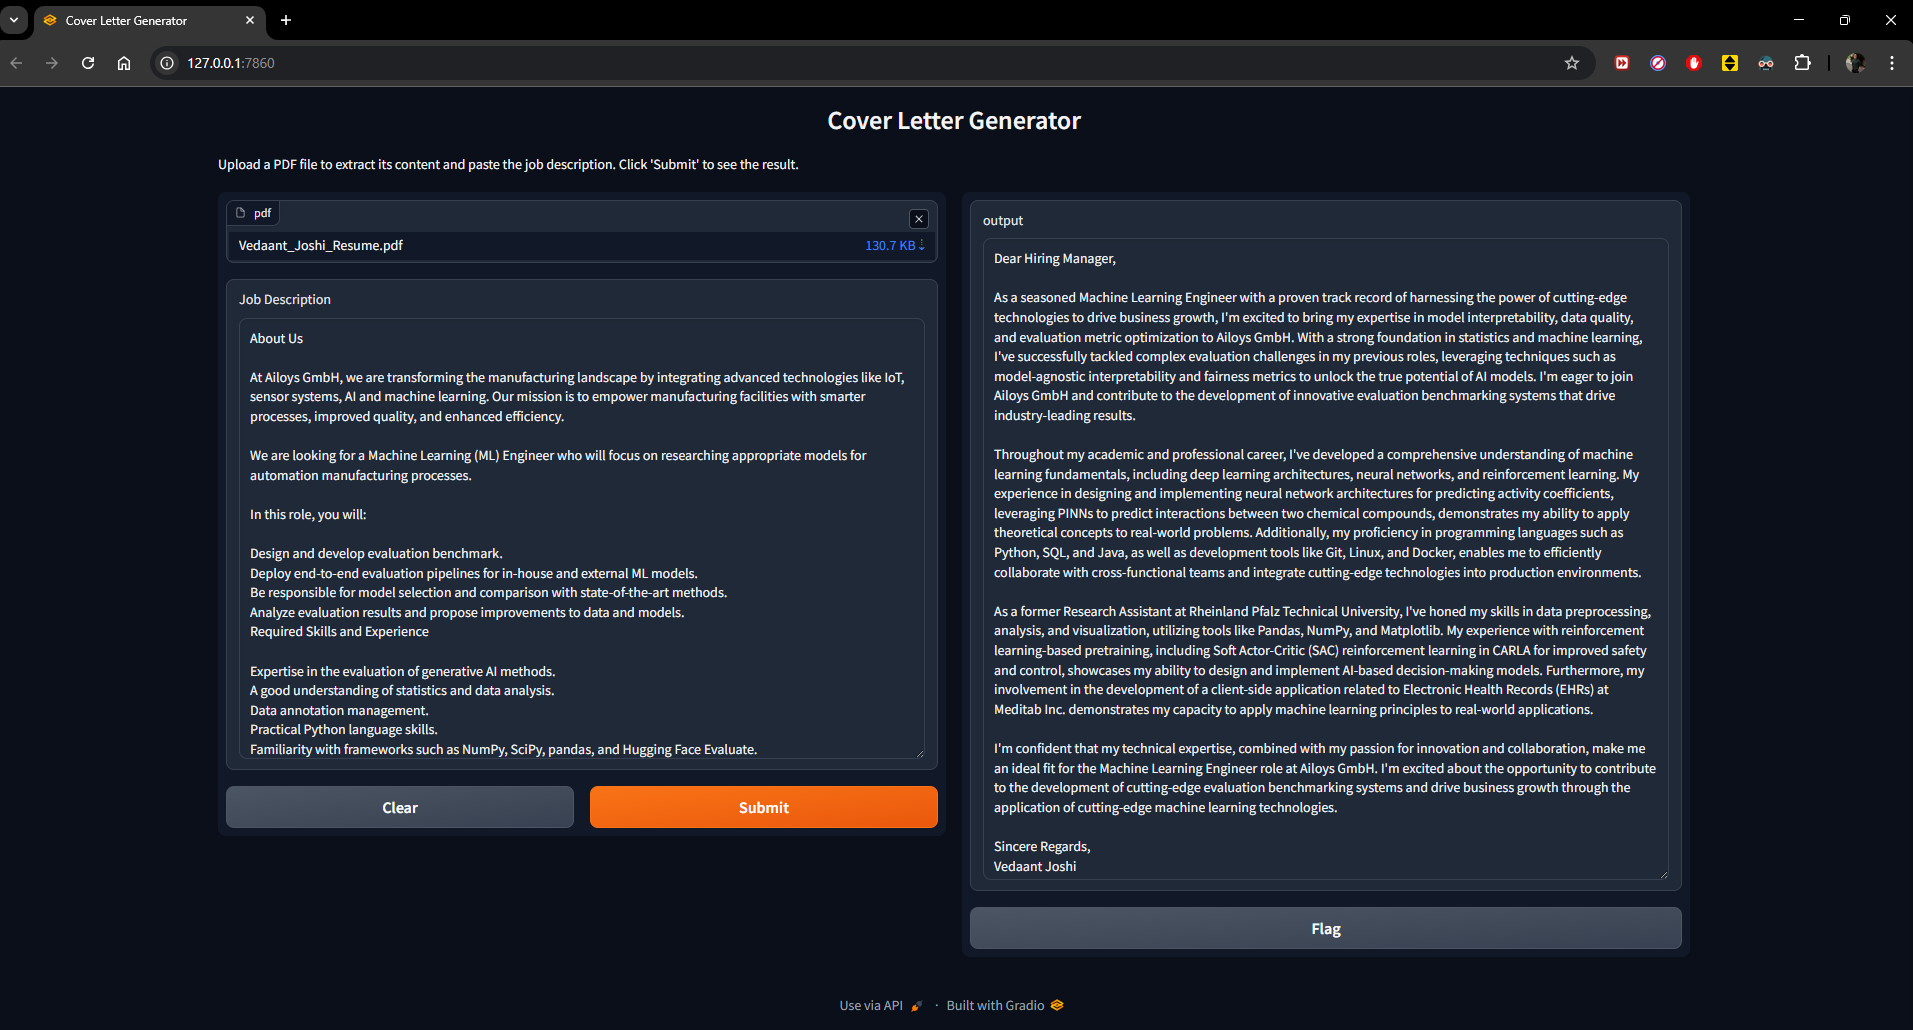 Cover Letter Generator
127.0.0.1:7860
Cover Letter Generator
Upload a PDF file to extract its content and paste the job description. Click 'Submit' to see the result.
pdf
Vedaant_Joshi_Resume.pdf
130.7 KB
Job Description
About Us
At Ailoys GmbH, we are transforming the manufacturing landscape by integrating advanced technologies like IoT,
sensor systems, AI and machine learning. Our mission is to empower manufacturing facilities with smarter
processes, improved quality, and enhanced efficiency.
We are looking for a Machine Learning (ML) Engineer who will focus on researching appropriate models for
automation manufacturing processes.
In this role, you will:
Design and develop evaluation benchmark.
Deploy end-to-end evaluation pipelines for in-house and external ML models.
Be responsible for model selection and comparison with state-of-the-art methods.
Analyze evaluation results and propose improvements to data and models.
Required Skills and Experience
Expertise in the evaluation of generative AI methods.
A good understanding of statistics and data analysis.
Data annotation management.
Practical Python language skills.
Familiarity with frameworks such as NumPy, SciPy, pandas, and Hugging Face Evaluate.
Clear
Submit
output
Dear Hiring Manager,
As a seasoned Machine Learning Engineer with a proven track record of harnessing the power of cutting-edge
technologies to drive business growth, I'm excited to bring my expertise in model interpretability, data quality,
and evaluation metric optimization to Ailoys GmbH. With a strong foundation in statistics and machine learning,
I've successfully tackled complex evaluation challenges in my previous roles, leveraging techniques such as
model-agnostic interpretability and fairness metrics to unlock the true potential of AI models. I'm eager to join
Ailoys GmbH and contribute to the development of innovative evaluation benchmarking systems that drive
industry-leading results.
Throughout my academic and professional career, I've developed a comprehensive understanding of machine
learning fundamentals, including deep learning architectures, neural networks, and reinforcement learning. My
experience in designing and implementing neural network architectures for predicting activity coefficients,
leveraging PINNs to predict interactions between two chemical compounds, demonstrates my ability to apply
theoretical concepts to real-world problems. Additionally, my proficiency in programming languages such as
Python, SQL, and Java, as well as development tools like Git, Linux, and Docker, enables me to efficiently
collaborate with cross-functional teams and integrate cutting-edge technologies into production environments.
As a former Research Assistant at Rheinland Pfalz Technical University, I've honed my skills in data preprocessing,
analysis, and visualization, utilizing tools like Pandas, NumPy, and Matplotlib. My experience with reinforcement
learning-based pretraining, including Soft Actor-Critic (SAC) reinforcement learning in CARLA for improved safety
and control, showcases my ability to design and implement AI-based decision-making models. Furthermore, my
involvement in the development of a client-side application related to Electronic Health Records (EHRs) at
Meditab Inc. demonstrates my capacity to apply machine learning principles to real-world applications.
I'm confident that my technical expertise, combined with my passion for innovation and collaboration, make me
an ideal fit for the Machine Learning Engineer role at Ailoys GmbH. I'm excited about the opportunity to contribute
to the development of cutting-edge evaluation benchmarking systems and drive business growth through the
application of cutting-edge machine learning technologies.
Sincere Regards,
Vedaant Joshi
Flag
Use via API · Built with Gradio